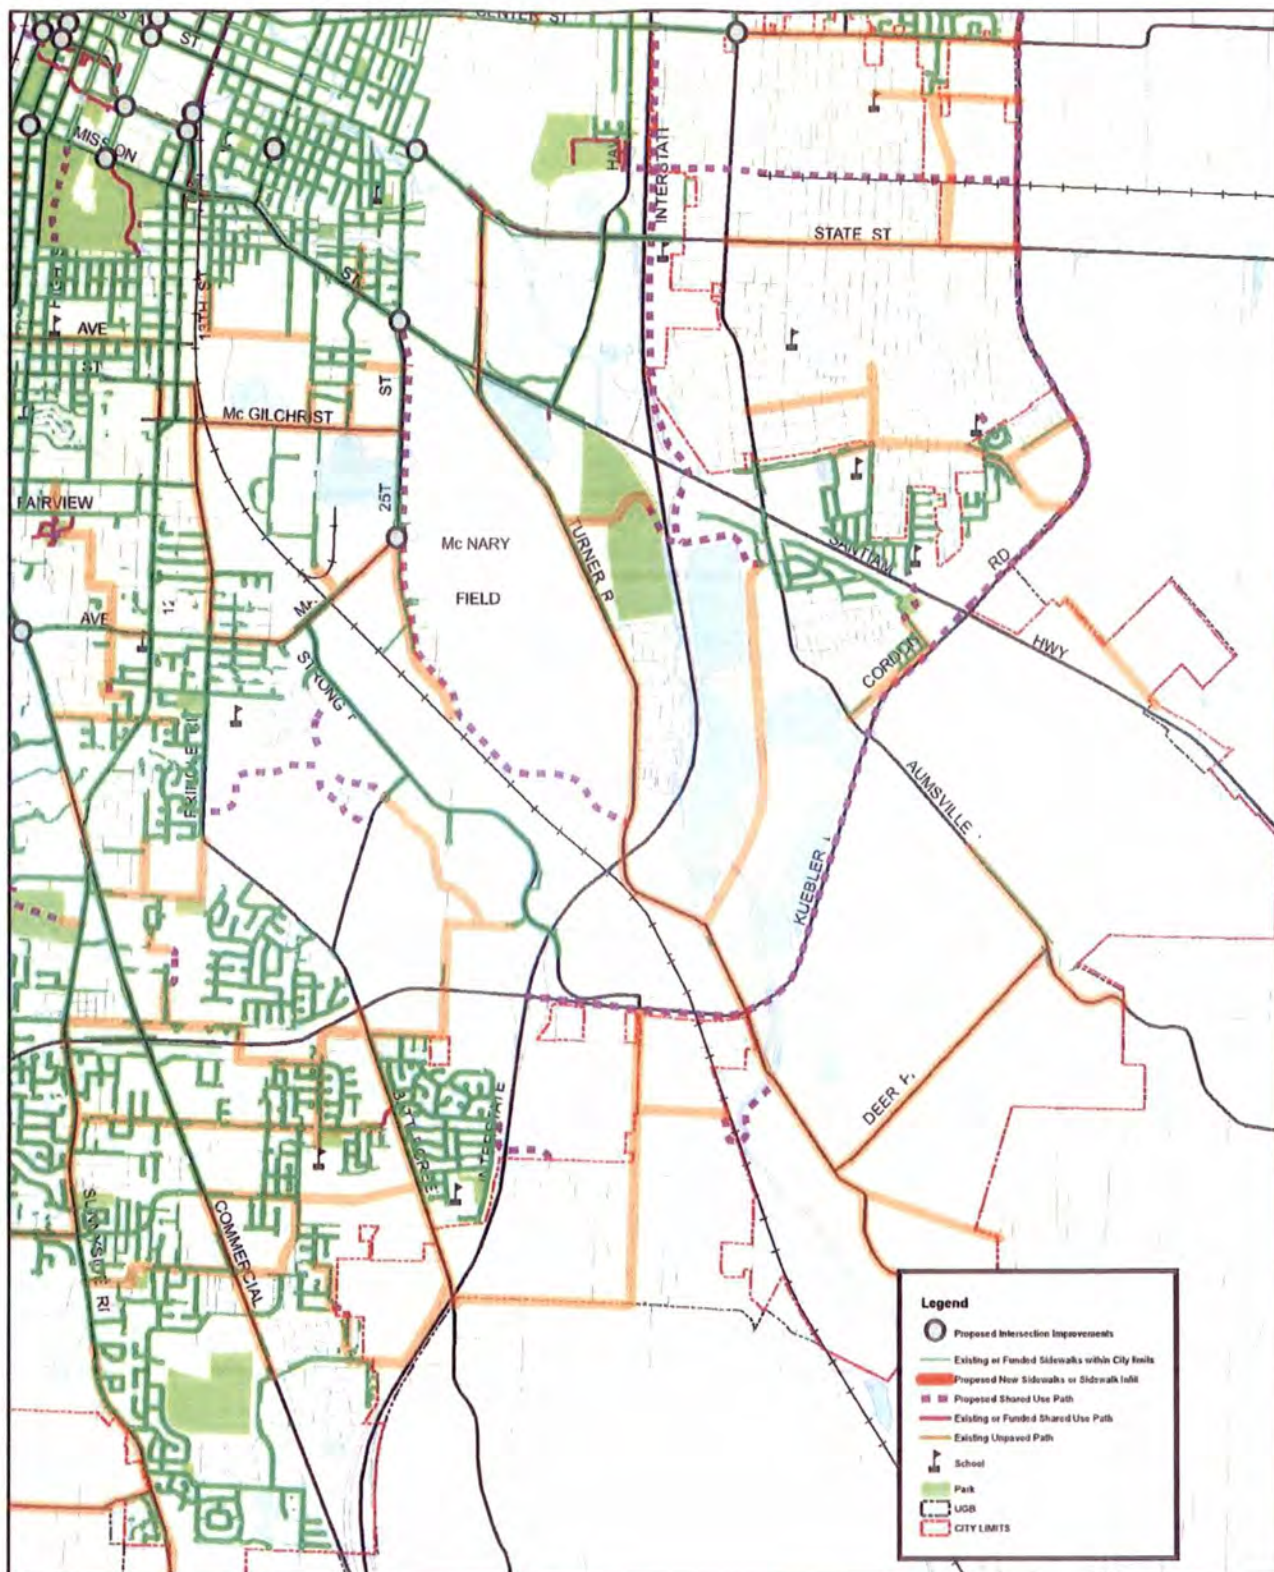 CENTER ST
ST
MISSION
INTERSTATI
STATE ST
ST
13TH ST
AVE
ST
ST
Mc GILCHRIST
25T
FAIRVIEW
Mc NARY
FIELD
TURNER R
SANTIAM
HWY
RD
CORDON
AVE
12
STRONG
AUMSVILLE
KUEBLER
DEER P
INTERSTATE
SUNNYSIDE R
COMMERCIAL
Legend
Proposed Intersection Improvements
Existing or Funded Sidewalks within City limits
Proposed New Sidewalks or Sidewalk Infill
Proposed Shared Use Path
Existing or Funded Shared Use Path
Existing Unpaved Path
School
Park
UGB
CITY LIMITS